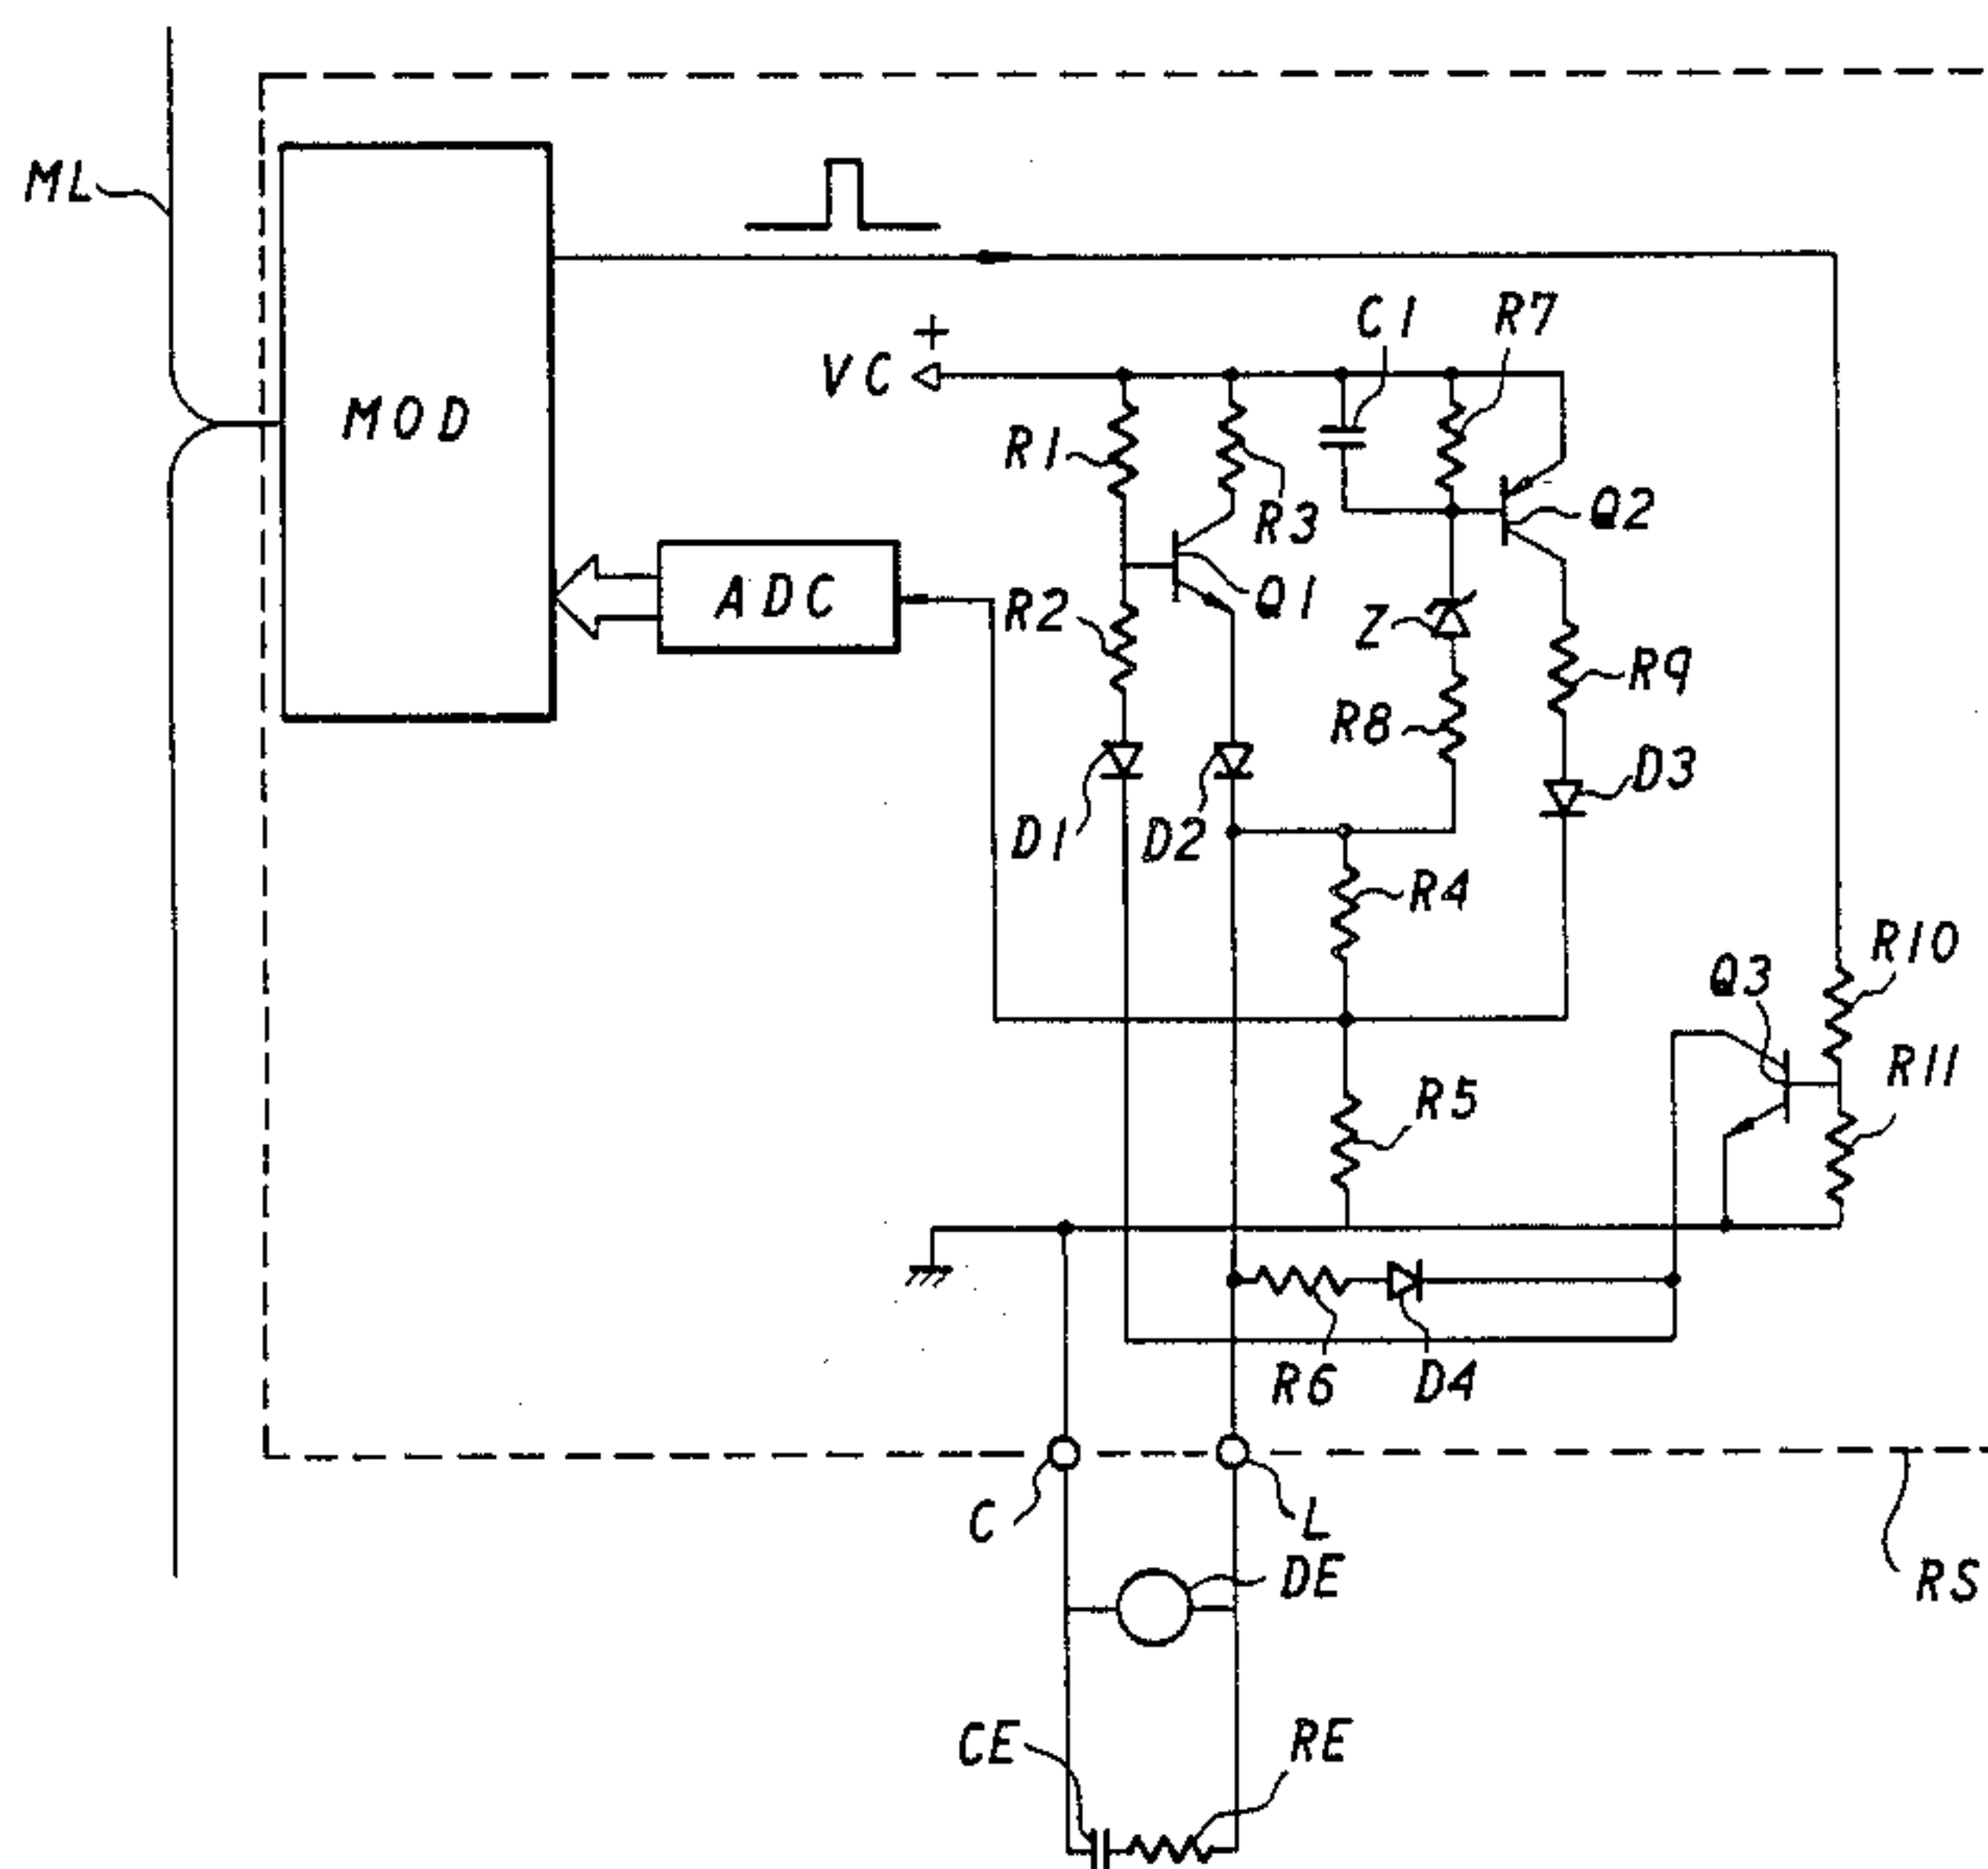 ML
MOD
+
VC
C1
R7
R1
R3
Q2
ADC
R2
Q1
Z
R9
R8
D3
D1
D2
R4
Q3
R10
R11
R5
R6
D4
C
L
DE
RS
CE
RE